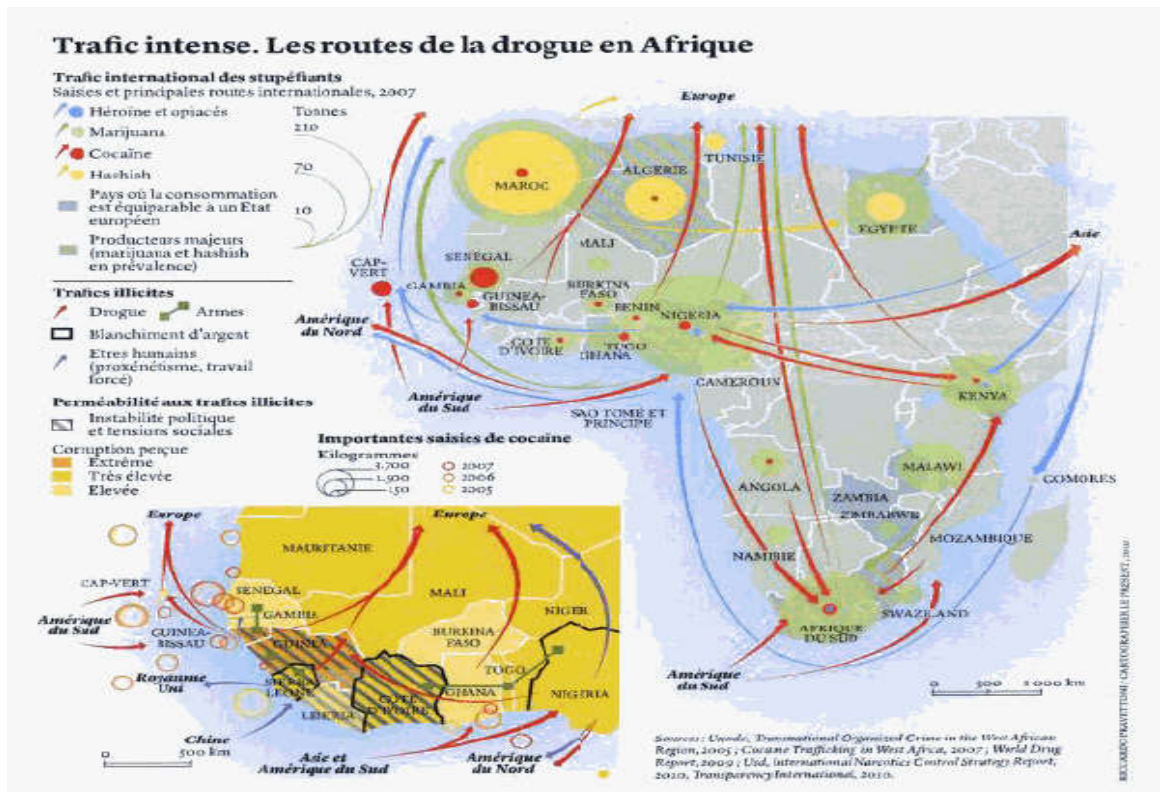 Trafic intense. Les routes de la drogue en Afrique
Trafic international des stupéfiants
Saisies et principales routes internationales, 2007
Héroïne et opiacés
Marijuana
Cocaïne
Hashish
Pays où la consommation
est équiparable à un Etat
européen
Producteurs majeurs
(marijuana et hashish
en prévalence)
Tonnes
210
70
10
Trafics illicites
Drogue
Armes
Blanchiment d'argent
Etres humains
(proxénétisme, travail
forcé)
Perméabilité aux trafics illicites
Instabilité politique
et tensions sociales
Corruption perçue
Extrême
Très élevée
Elevée
Importantes saisies de cocaïne
Kilogrammes
3.700
1.500
150
2007
2006
2005
Europe
MAROC
ALGERIE
TUNISIE
EGYPTE
Asie
MALI
SENEGAL
CAP-
VERT
GAMBIA
GUINEA-
BISSAU
BURKINA
FASO
BENIN
NIGERIA
Amérique
du Nord
COTE
D'IVOIRE
TOGO
GHANA
CAMEROUN
KENYA
Amérique
du Sud
SAO TOME ET
PRINCIPE
ANGOLA
MALAWI
COMORES
ZAMBIA
ZIMBABWE
NAMIBIE
MOZAMBIQUE
AFRIQUE
DU SUD
SWAZILAND
Amérique
du Sud
0 500 1 000 km
Europe
Europe
MAURITANIE
CAP-VERT
SENEGAL
GAMBIA
MALI
NIGER
Amérique
du Sud
GUINEA-
BISSAU
GUINEA
BURKINA
FASO
TOGO
Royaume
Uni
SIERRA
LEONE
GHANA
NIGERIA
LIBERIA
COTE
D'IVOIRE
Chine
0 500 km
Asie et
Amérique du Sud
Amérique
du Nord
Sources: Unodc, Transnational Organized Crime in the West African
Region, 2005 ; Cocane Trafficking in West Africa, 2007 ; World Drug
Report, 2009 ; Usd, international Narcotics Control Strategy Report,
2010, Transparency International, 2010.
RICCARDO PRAVETTONI / CARTOGRAPHIER LE PRÉSENT, 2010